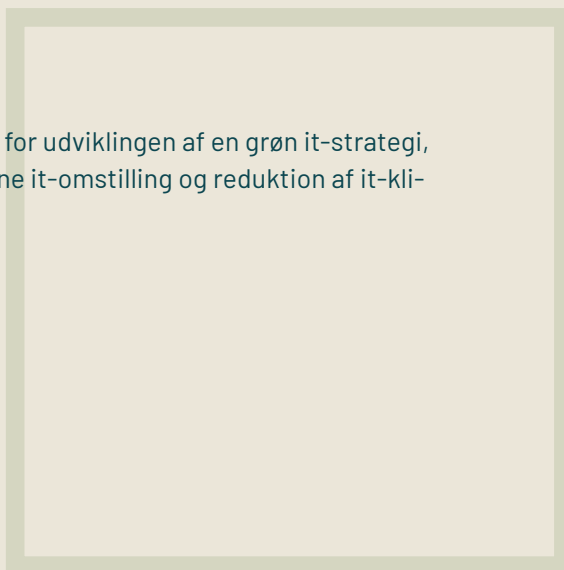 for udviklingen af en grøn it-strategi,
ne it-omstilling og reduktion af it-kli-